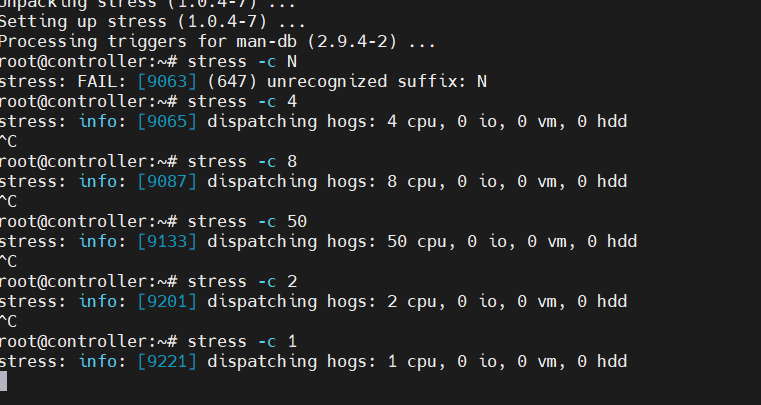 Unpacking stress (1.0.4-7) ...
Setting up stress (1.0.4-7) ...
Processing triggers for man-db (2.9.4-2) ...
root@controller:~# stress -c N
stress: FAIL: [9063] (647) unrecognized suffix: N
root@controller:~# stress -c 4
stress: info: [9065] dispatching hogs: 4 cpu, 0 io, 0 vm, 0 hdd
^C
root@controller:~# stress -c 8
stress: info: [9087] dispatching hogs: 8 cpu, 0 io, 0 vm, 0 hdd
^C
root@controller:~# stress -c 50
stress: info: [9133] dispatching hogs: 50 cpu, 0 io, 0 vm, 0 hdd
^C
root@controller:~# stress -c 2
stress: info: [9201] dispatching hogs: 2 cpu, 0 io, 0 vm, 0 hdd
^C
root@controller:~# stress -c 1
stress: info: [9221] dispatching hogs: 1 cpu, 0 io, 0 vm, 0 hdd